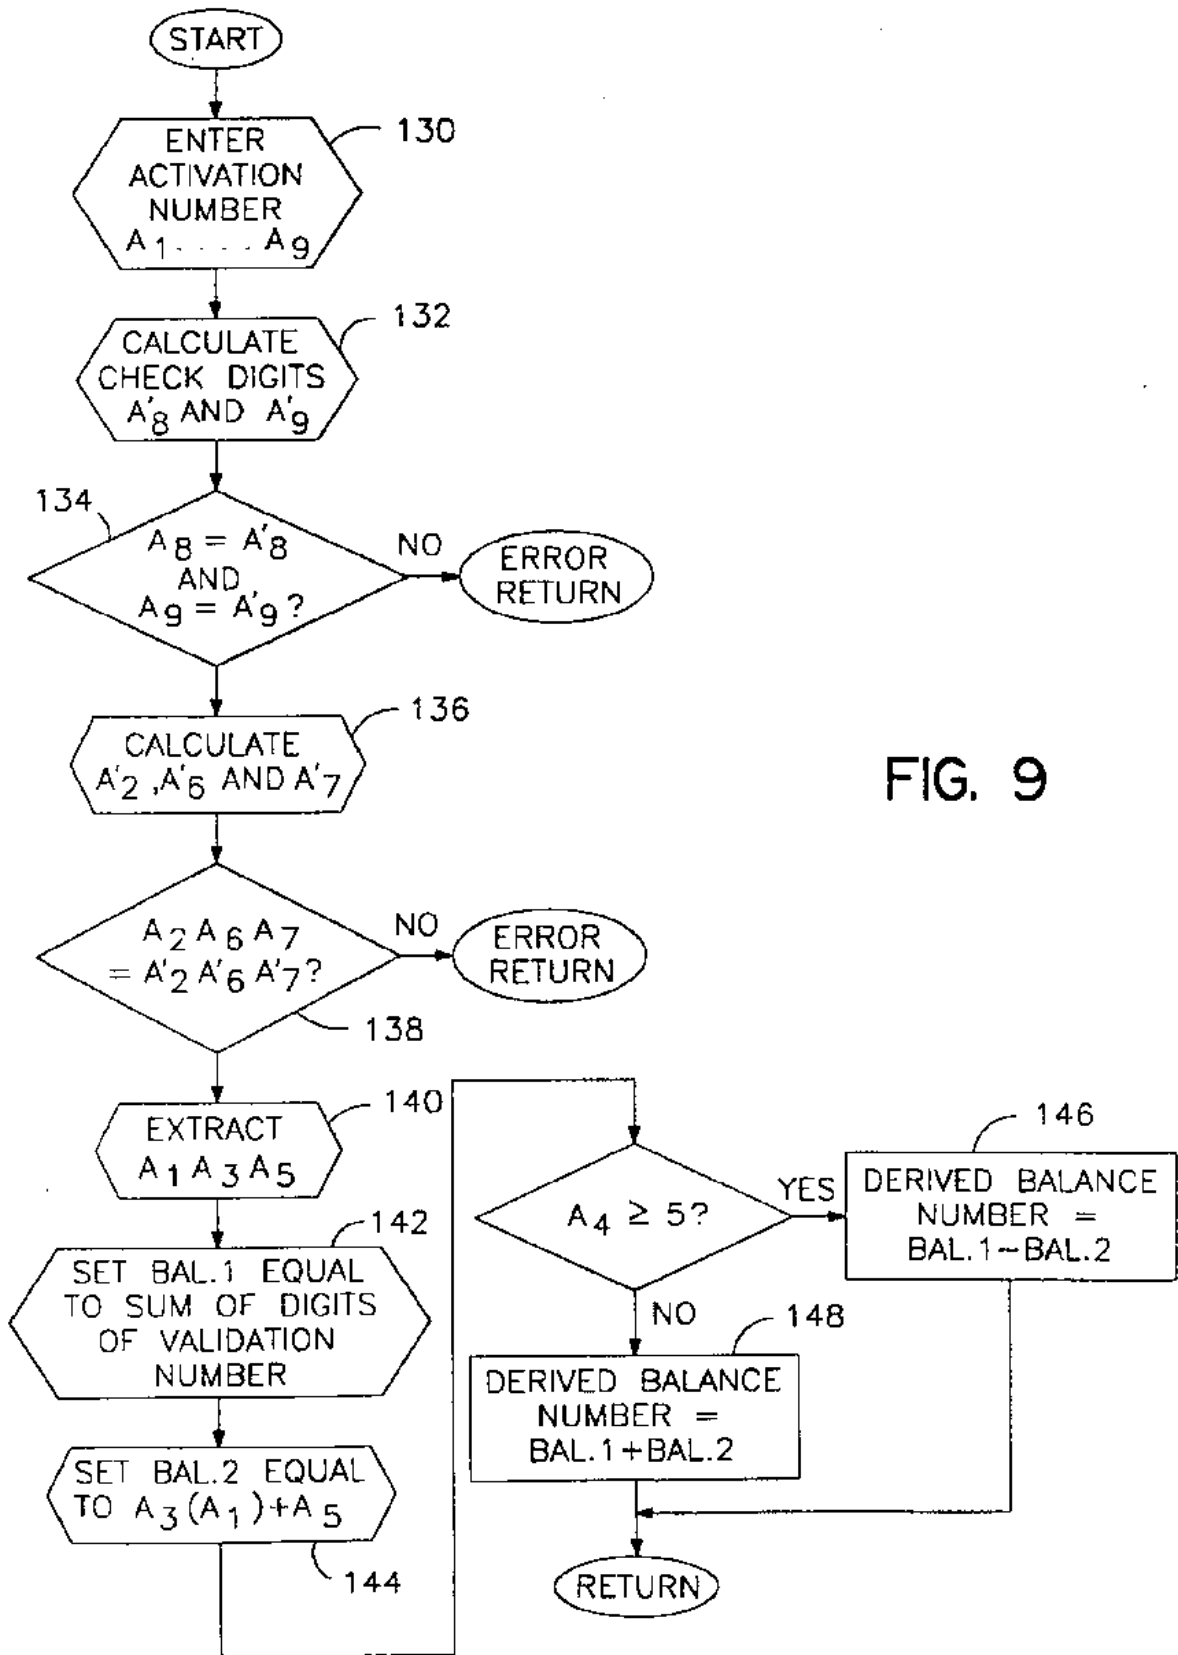 START
130
ENTER
ACTIVATION
NUMBER
A1 . . . . . A9
132
CALCULATE
CHECK DIGITS
A'8 AND A'9
134
A8 = A'8
AND
A9 = A'9?
NO
ERROR
RETURN
136
CALCULATE
A'2 ,A'6 AND A'7
FIG. 9
A2 A6 A7
= A'2 A'6 A'7?
NO
ERROR
RETURN
138
140
EXTRACT
A1 A3 A5
142
SET BAL.1 EQUAL
TO SUM OF DIGITS
OF VALIDATION
NUMBER
SET BAL.2 EQUAL
TO A3(A1)+A5
144
A4 ≥ 5?
YES
146
DERIVED BALANCE
NUMBER =
BAL.1-BAL.2
NO
148
DERIVED BALANCE
NUMBER =
BAL.1+BAL.2
RETURN